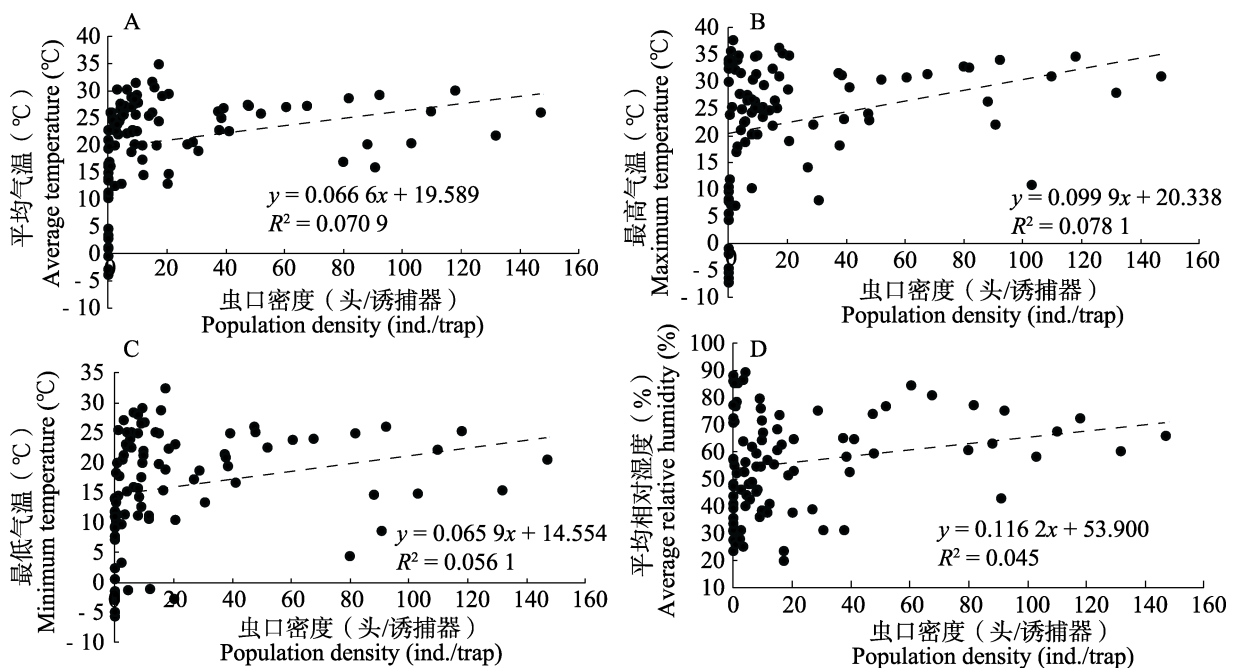 A
平均气温（℃）
Average temperature (℃)
40
35
30
25
20
15
10
5
0
- 5
- 10
0
20
40
60
80
100
120
140
160
y = 0.066 6x + 19.589
R² = 0.070 9
虫口密度（头/诱捕器）
Population density (ind./trap)
B
最高气温（℃）
Maximum temperature (℃)
40
30
20
10
0
- 5
- 10
0
20
40
60
80
100
120
140
160
y = 0.099 9x + 20.338
R² = 0.078 1
虫口密度（头/诱捕器）
Population density (ind./trap)
C
最低气温（℃）
Minimum temperature (℃)
35
30
25
20
15
10
5
0
- 5
- 10
0
20
40
60
80
100
120
140
160
y = 0.065 9x + 14.554
R² = 0.056 1
虫口密度（头/诱捕器）
Population density (ind./trap)
D
平均相对湿度（%）
Average relative humidity (%)
100
90
80
70
60
50
40
30
20
10
0
20
40
60
80
100
120
140
160
y = 0.116 2x + 53.900
R² = 0.045
虫口密度（头/诱捕器）
Population density (ind./trap)